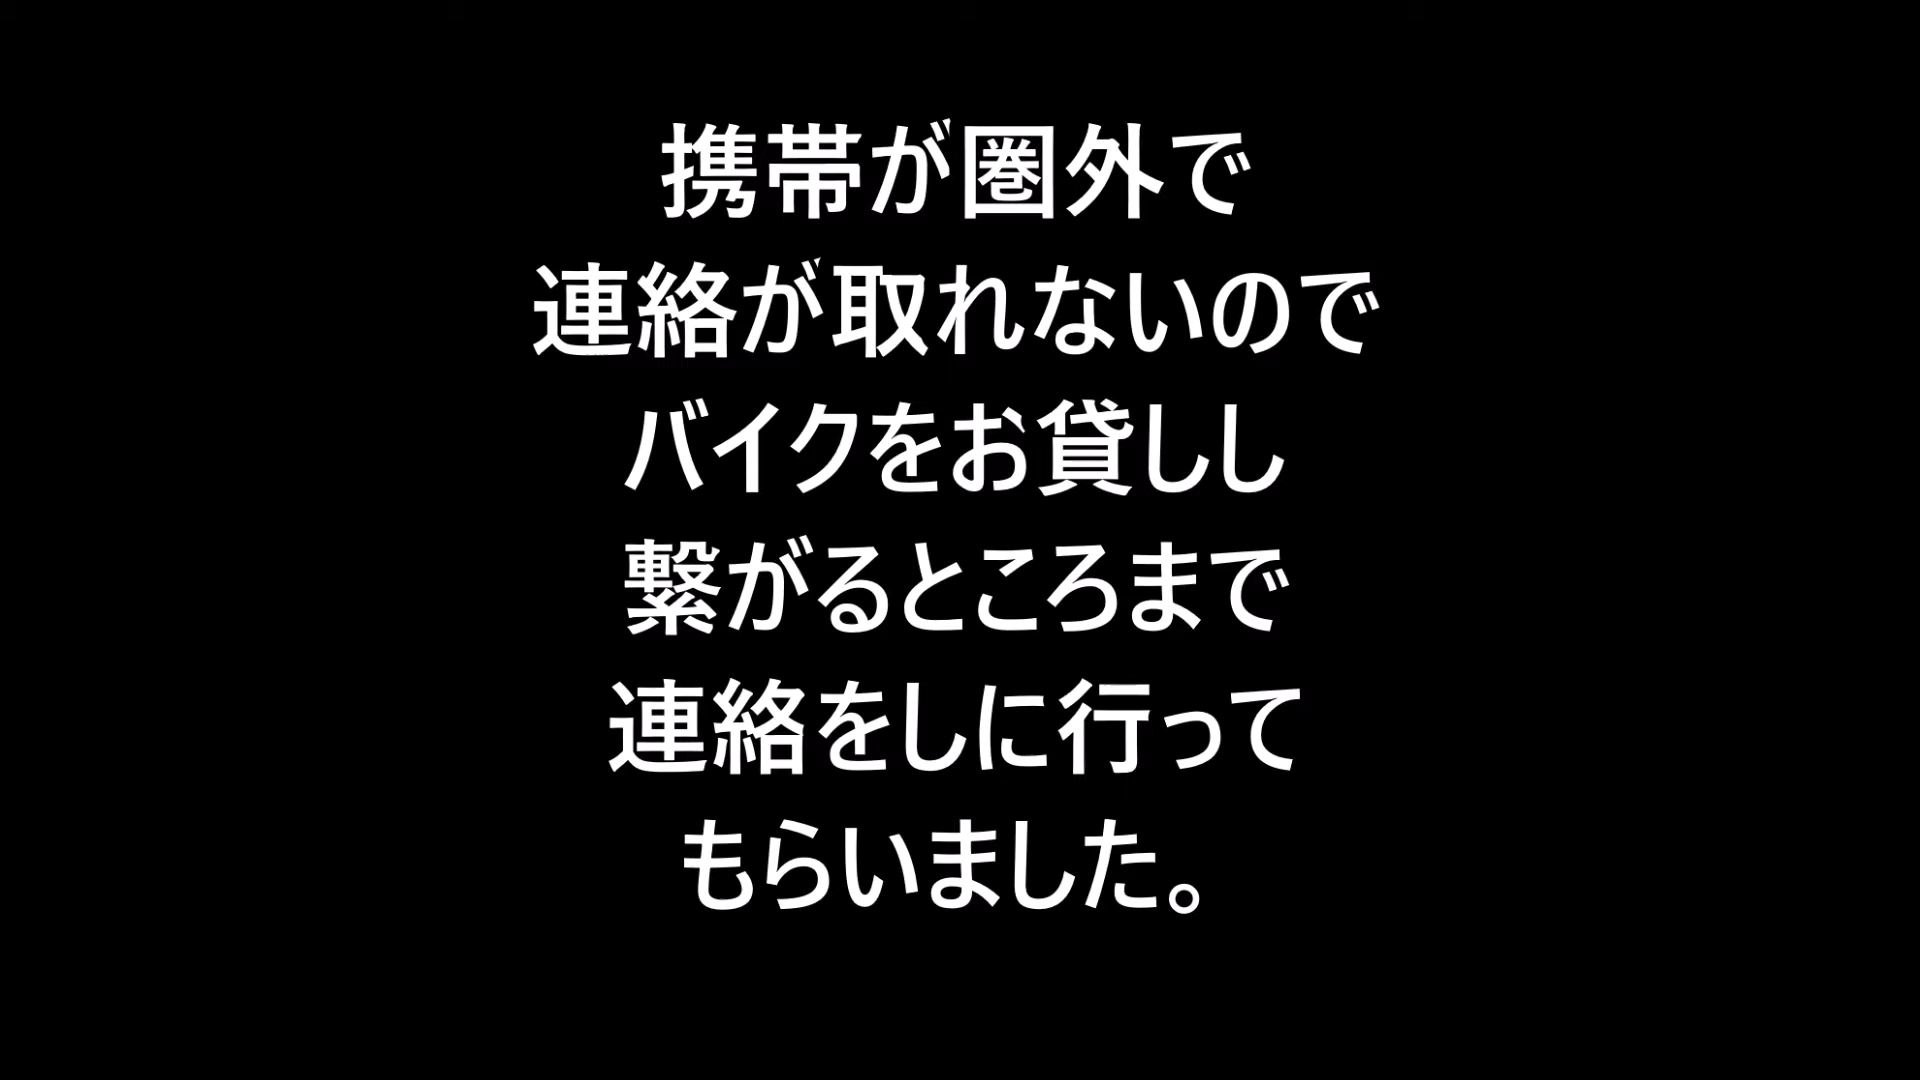 携帯が圏外で
連絡が取れないので
バイクをお貸しし
繋がるところまで
連絡をしに行って
もらいました。